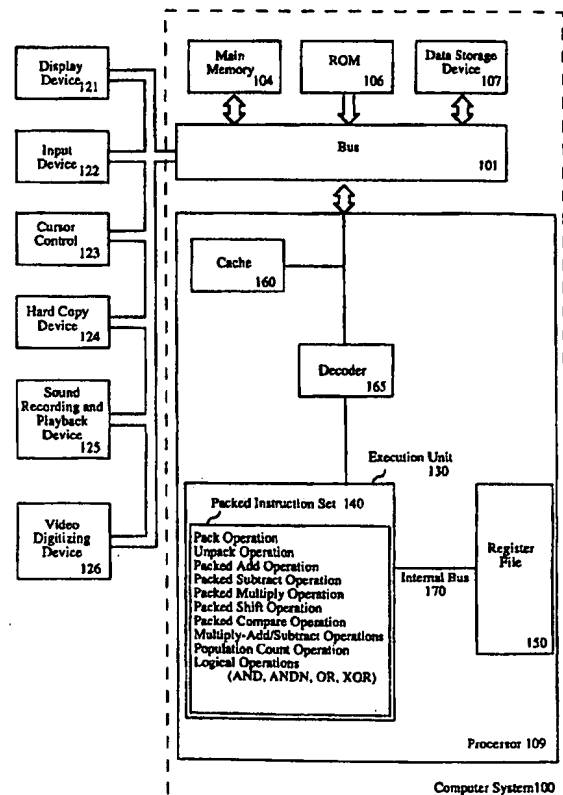 Display
Device
121
Input
Device
122
Cursor
Control
123
Hard Copy
Device
124
Sound
Recording and
Playback
Device
125
Video
Digitizing
Device
126
Main
Memory
104
ROM
106
Data Storage
Device
107
Bus
101
Cache
160
Decoder
165
Execution Unit
130
Packed Instruction Set 140
Pack Operation
Unpack Operation
Packed Add Operation
Packed Subtract Operation
Packed Multiply Operation
Packed Shift Operation
Packed Compare Operation
Multiply-Add/Subtract Operations
Population Count Operation
Logical Operations
(AND, ANDN, OR, XOR)
Internal Bus
170
Register
File
150
Processor 109
Computer System100